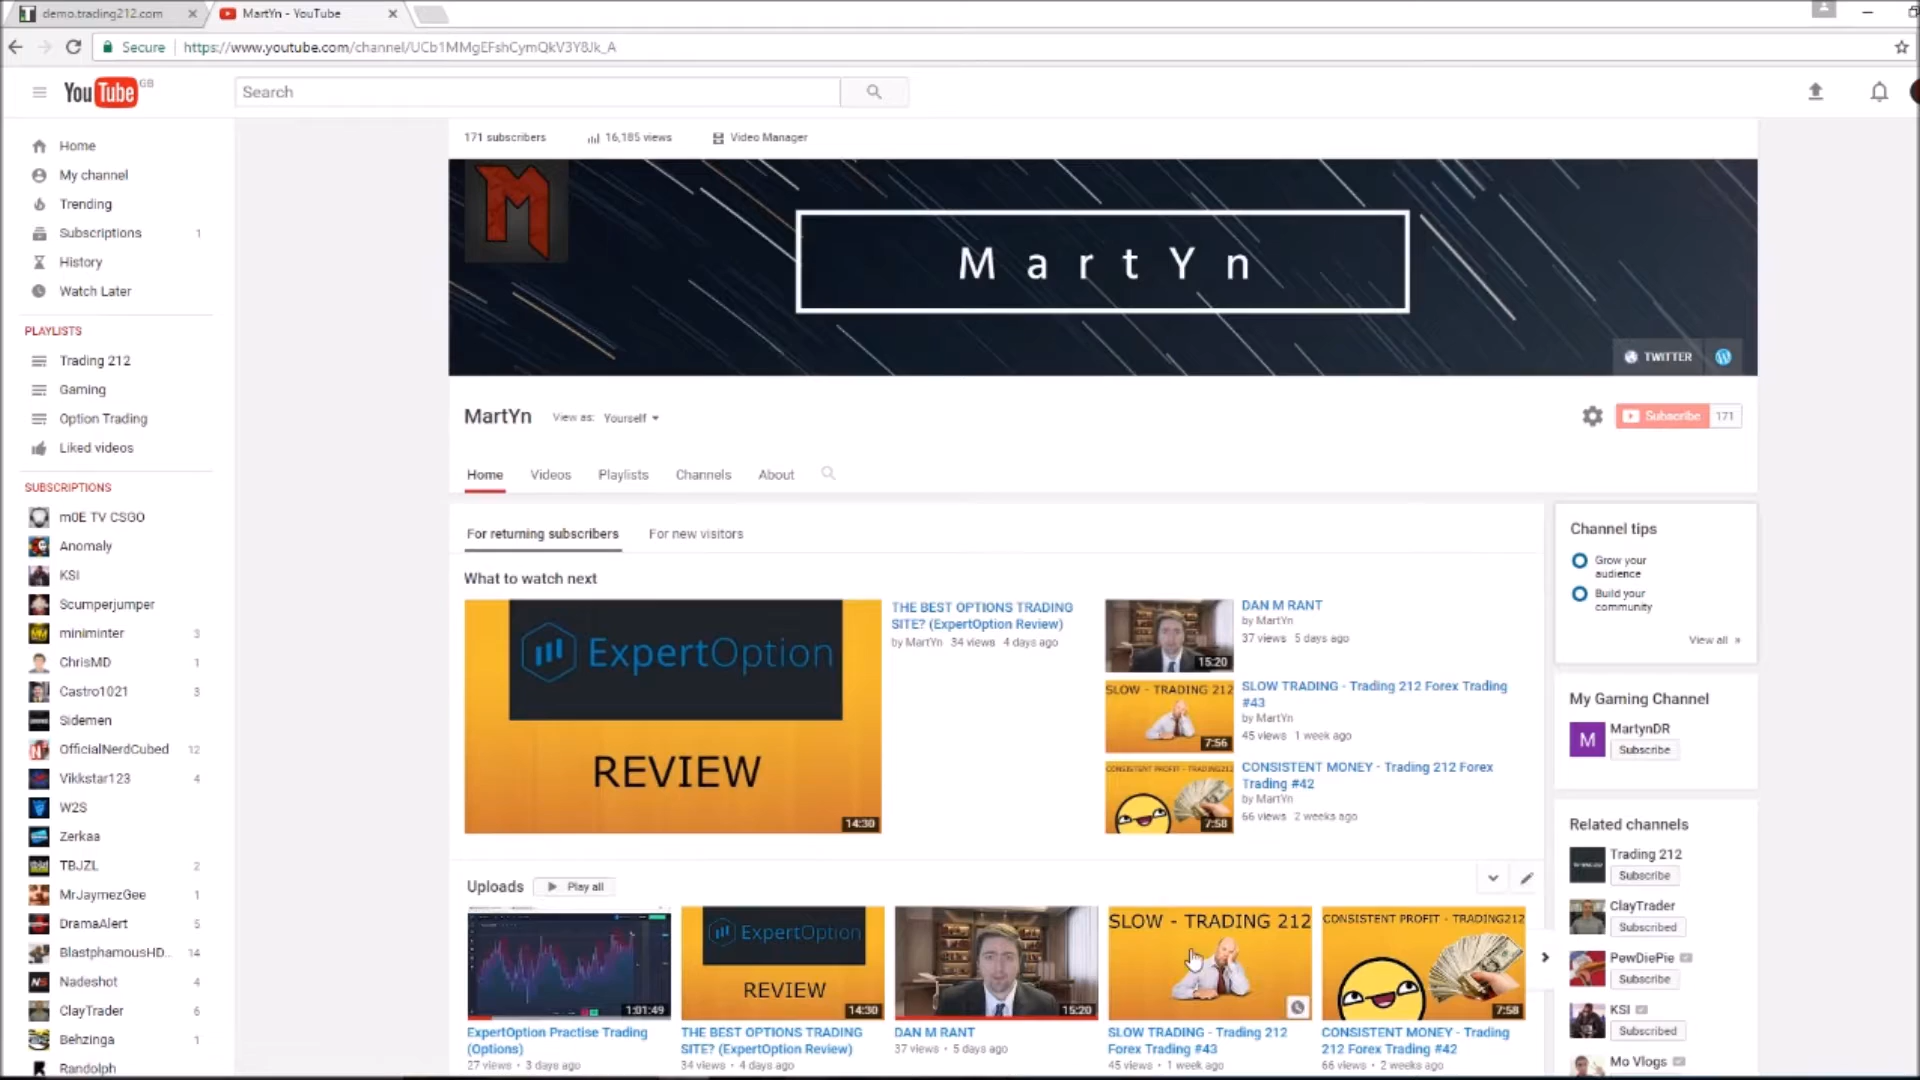 demo.trading212.com
MartYn - YouTube
Secure
https://www.youtube.com/channel/UCb1MMgEFshCymQkV3Y8Jk_A
YouTube GB
Search
171 subscribers
16,185 views
Video Manager
Home
My channel
Trending
Subscriptions 1
History
Watch Later
PLAYLISTS
Trading 212
Gaming
Option Trading
Liked videos
SUBSCRIPTIONS
m0E TV CSGO
Anomaly
KSI
Scumperjumper
miniminter 3
ChrisMD 1
Castro1021 3
Sidemen
OfficialNerdCubed 12
Vikkstar123 4
W2S
Zerkaa
TBJZL 2
MrJaymezGee 1
DramaAlert 5
BlastphamousHD... 14
Nadeshot 4
ClayTrader 6
Behzinga 1
Randolph
M
MartYn
TWITTER
MartYn
View as: Yourself
Subscribe 171
Home
Videos
Playlists
Channels
About
For returning subscribers
For new visitors
What to watch next
ExpertOption
REVIEW
14:30
THE BEST OPTIONS TRADING
SITE? (ExpertOption Review)
by MartYn 34 views 4 days ago
15:20
DAN M RANT
by MartYn
37 views 5 days ago
SLOW - TRADING 212
7:56
SLOW TRADING - Trading 212 Forex Trading
#43
by MartYn
45 views 1 week ago
CONSISTENT PROFIT - TRADING212
7:58
CONSISTENT MONEY - Trading 212 Forex
Trading #42
by MartYn
66 views 2 weeks ago
Uploads
Play all
1:01:49
ExpertOption Practise Trading
(Options)
27 views • 3 days ago
ExpertOption
REVIEW
14:30
THE BEST OPTIONS TRADING
SITE? (ExpertOption Review)
34 views • 4 days ago
15:20
DAN M RANT
37 views • 5 days ago
SLOW - TRADING 212
SLOW TRADING - Trading 212
Forex Trading #43
45 views • 1 week ago
CONSISTENT PROFIT - TRADING212
7:58
CONSISTENT MONEY - Trading
212 Forex Trading #42
66 views • 2 weeks ago
Channel tips
Grow your
audience
Build your
community
View all »
My Gaming Channel
M
MartynDR
Subscribe
Related channels
Trading 212
Subscribe
ClayTrader
Subscribed
PewDiePie
Subscribe
KSI
Subscribed
Mo Vlogs